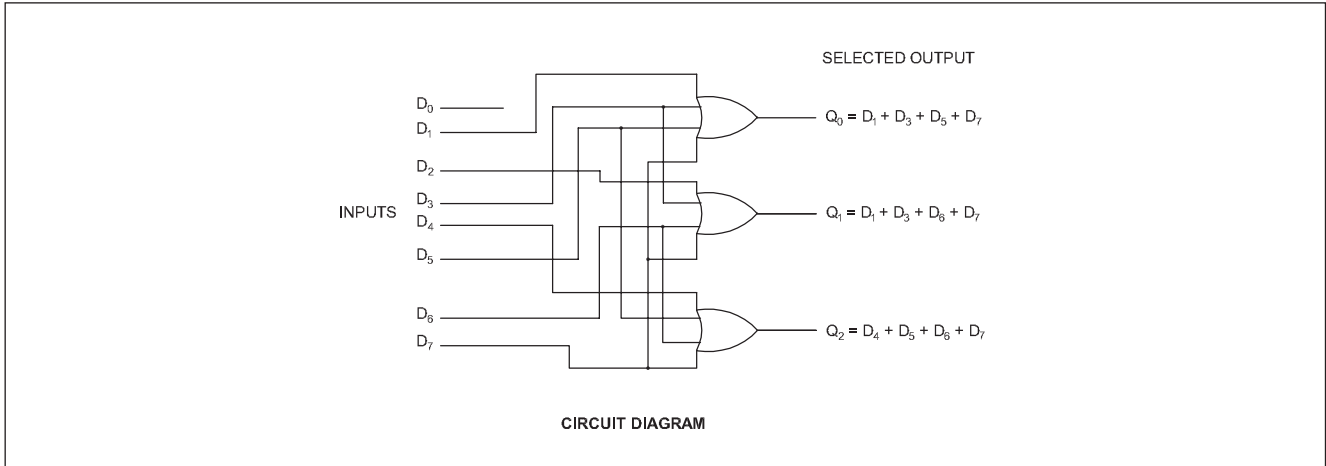 SELECTED OUTPUT
D₀
D₁
D₂
D₃
INPUTS
D₄
D₅
D₆
D₇
Q₀ = D₁ + D₃ + D₅ + D₇
Q₁ = D₁ + D₃ + D₆ + D₇
Q₂ = D₄ + D₅ + D₆ + D₇
CIRCUIT DIAGRAM